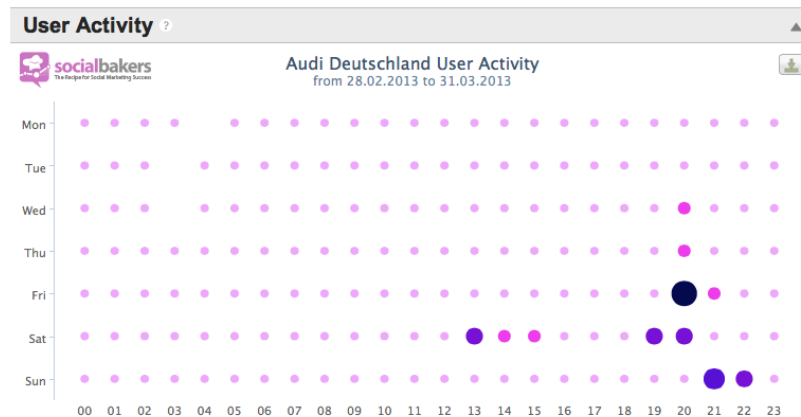 User Activity ?
socialbakers
The Recipe for Social Marketing Success
Audi Deutschland User Activity
from 28.02.2013 to 31.03.2013
Mon
Tue
Wed
Thu
Fri
Sat
Sun
00 01 02 03 04 05 06 07 08 09 10 11 12 13 14 15 16 17 18 19 20 21 22 23